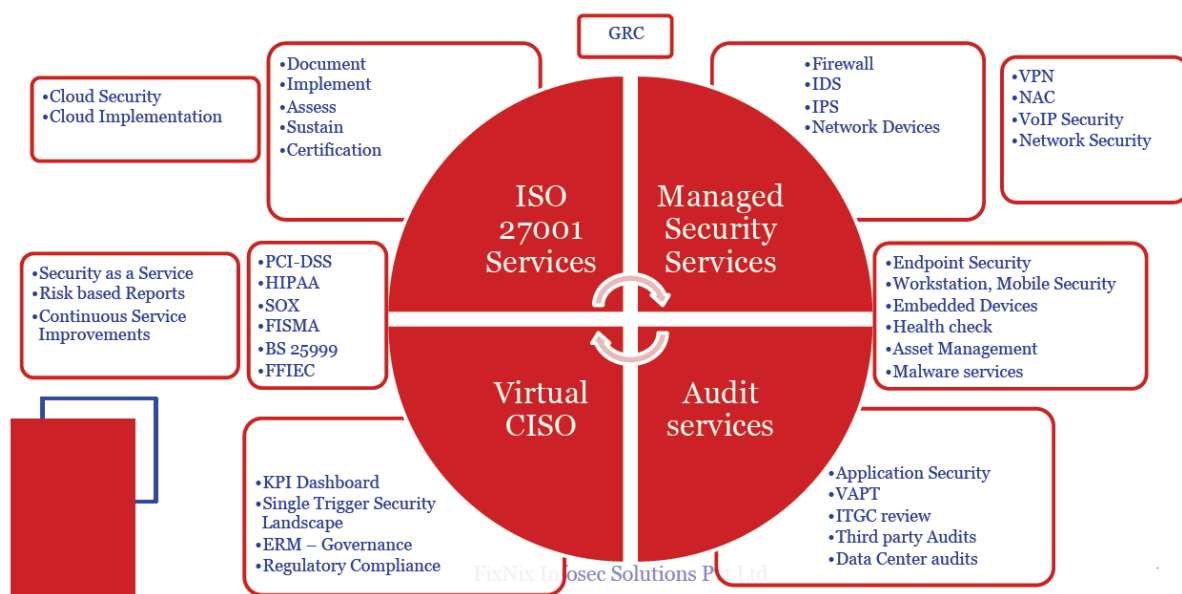 GRC
•Cloud Security
•Cloud Implementation
•Document
•Implement
•Assess
•Sustain
•Certification
•Firewall
•IDS
•IPS
•Network Devices
•VPN
•NAC
•VoIP Security
•Network Security
ISO
27001
Services
Managed
Security
Services
•Security as a Service
•Risk based Reports
•Continuous Service
Improvements
•PCI-DSS
•HIPAA
•SOX
•FISMA
•BS 25999
•FFIEC
•Endpoint Security
•Workstation, Mobile Security
•Embedded Devices
•Health check
•Asset Management
•Malware services
Virtual
CISO
Audit
services
•KPI Dashboard
•Single Trigger Security
Landscape
•ERM – Governance
•Regulatory Compliance
•Application Security
•VAPT
•ITGC review
•Third party Audits
•Data Center audits
FixNix Infosec Solutions Pvt Ltd